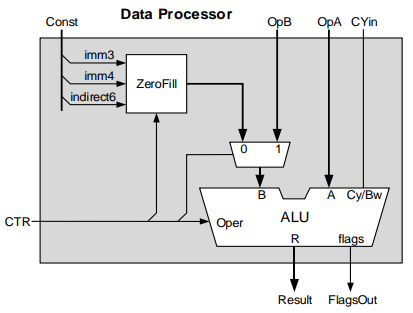 Data Processor
Const
OpB
OpA
CYin
imm3
imm4
indirect6
ZeroFill
0
1
B
A
Cy/Bw
CTR
Oper
ALU
R
flags
Result
FlagsOut